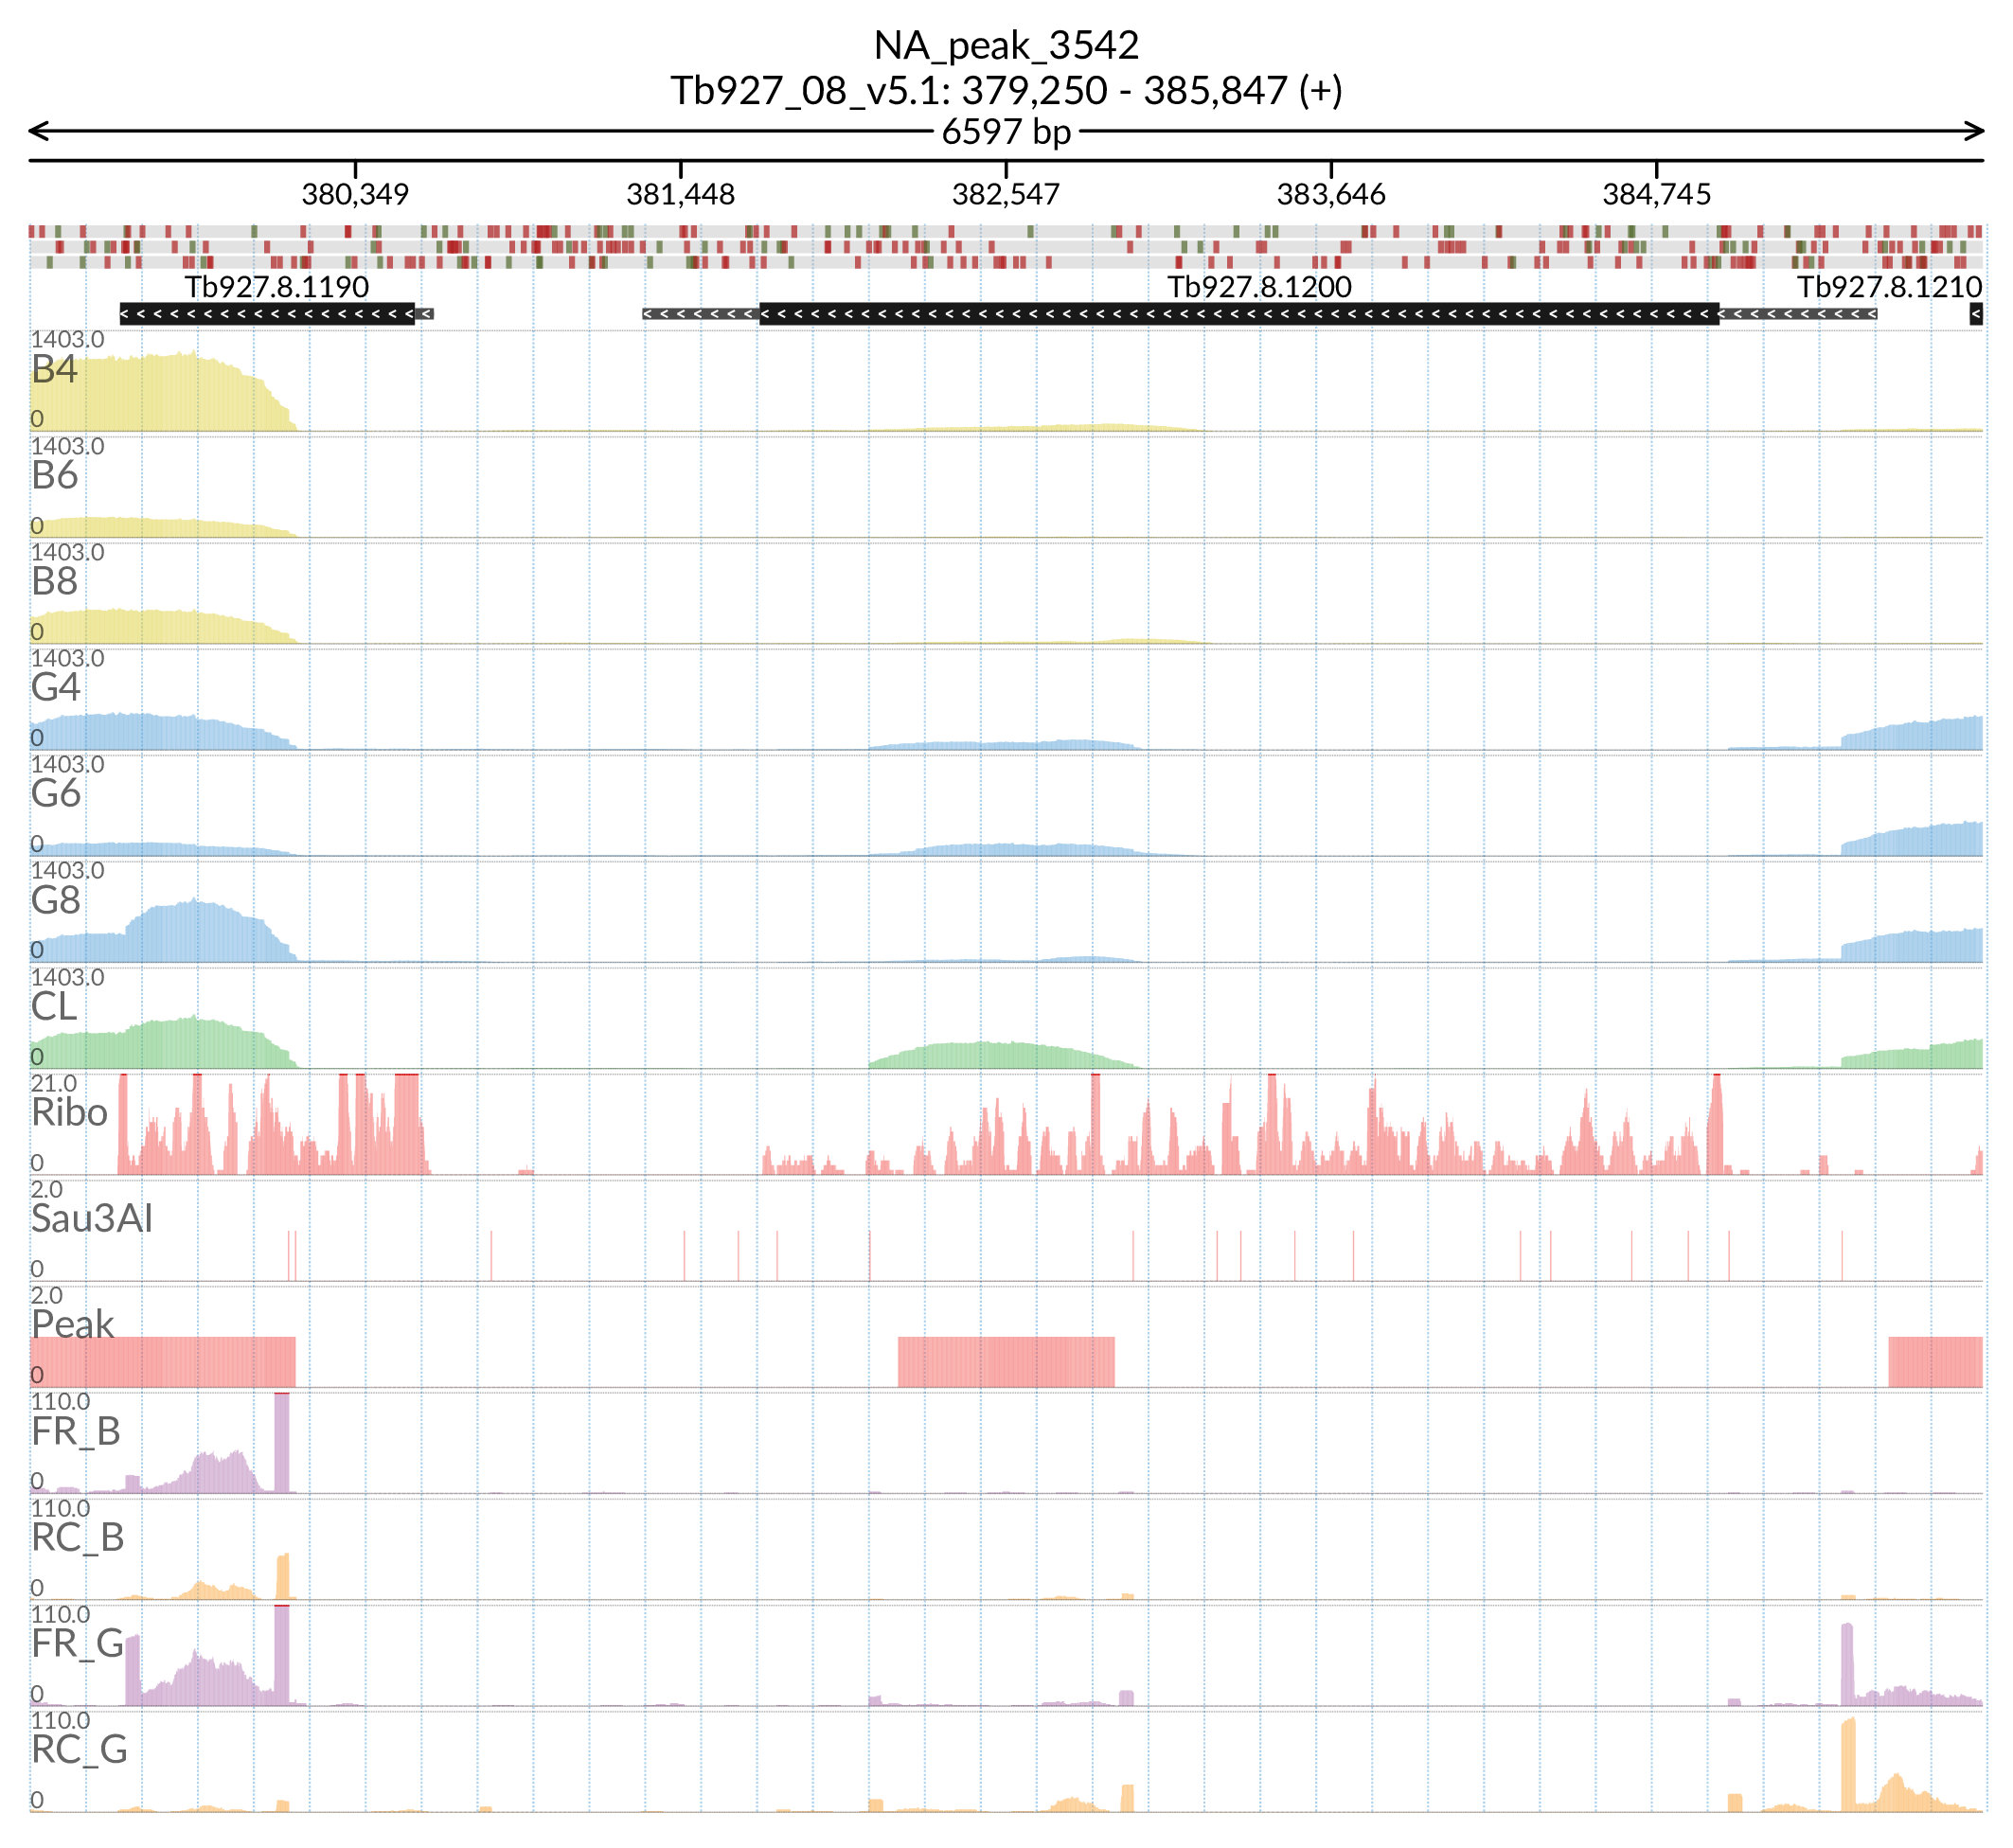 NA_peak_3542
Tb927_08_v5.1: 379,250 - 385,847 (+)
6597 bp
380,349 381,448 382,547 383,646 384,745
Tb927.8.1190 Tb927.8.1200 Tb927.8.1210
1403.0
B4
0
1403.0
B6
0
1403.0
B8
0
1403.0
G4
0
1403.0
G6
0
1403.0
G8
0
1403.0
CL
0
21.0
Ribo
0
2.0
Sau3AI
0
2.0
Peak
0
110.0
FR_B
0
110.0
RC_B
0
110.0
FR_G
0
110.0
RC_G
0